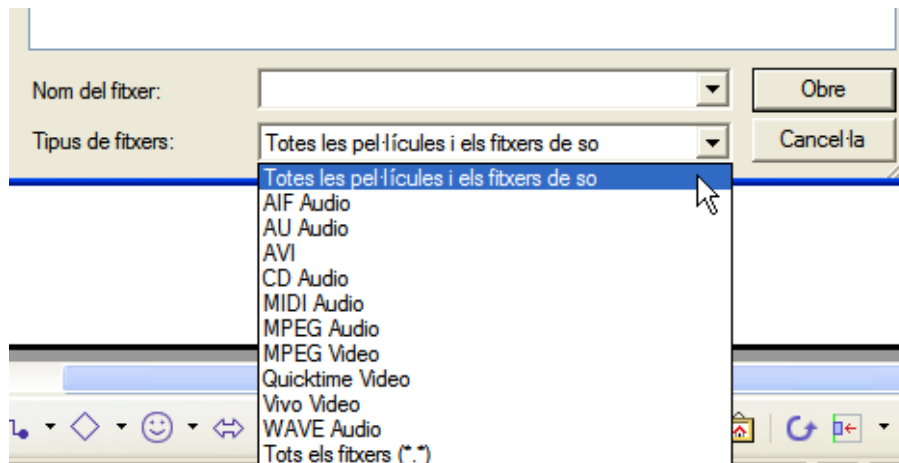 Nom del fitxer:
Obre
Tipus de fitxers:
Totes les pel·lícules i els fitxers de so
Cancel·la
Totes les pel·lícules i els fitxers de so
AIF Audio
AU Audio
AVI
CD Audio
MIDI Audio
MPEG Audio
MPEG Video
Quicktime Video
Vivo Video
WAVE Audio
Tots els fitxers (*.*)